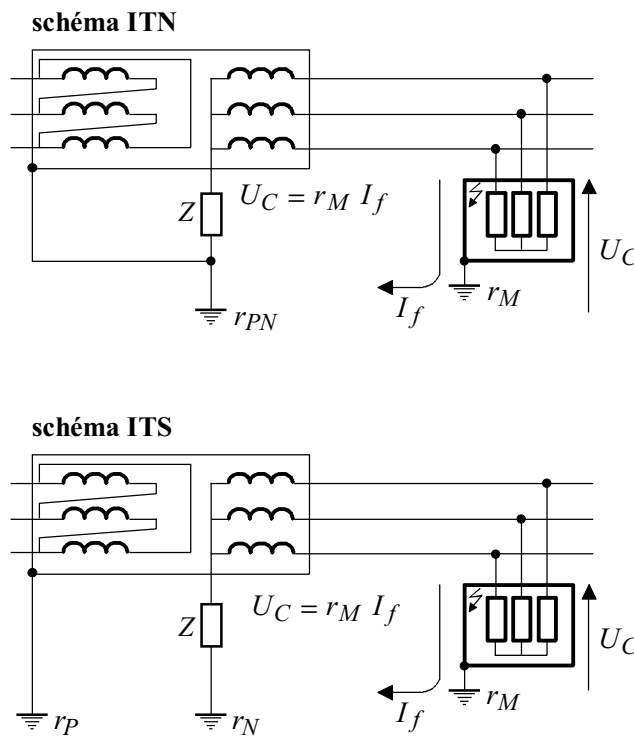 schéma ITN
Z
U_C = r_M I_f
U_C
I_f
r_M
r_PN
schéma ITS
Z
U_C = r_M I_f
U_C
I_f
r_M
r_P
r_N